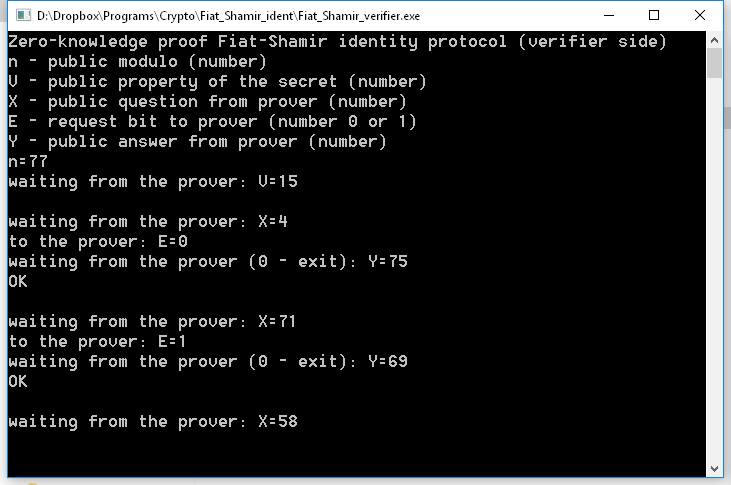 D:\Dropbox\Programs\Crypto\Fiat_Shamir_ident\Fiat_Shamir_verifier.exe
Zero-knowledge proof Fiat-Shamir identity protocol (verifier side)
n - public modulo (number)
V - public property of the secret (number)
X - public question from prover (number)
E - request bit to prover (number 0 or 1)
Y - public answer from prover (number)
n=77
waiting from the prover: V=15
waiting from the prover: X=4
to the prover: E=0
waiting from the prover (0 - exit): Y=75
OK
waiting from the prover: X=71
to the prover: E=1
waiting from the prover (0 - exit): Y=69
OK
waiting from the prover: X=58